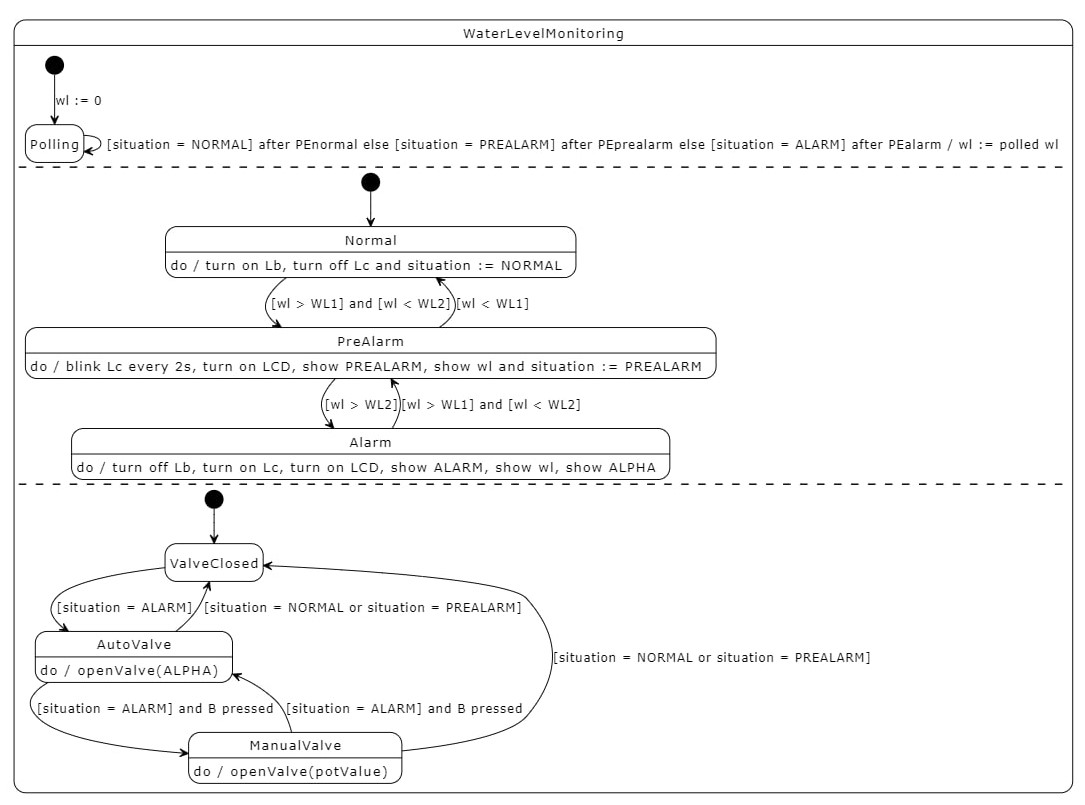 WaterLevelMonitoring
wl := 0
Polling
[situation = NORMAL] after PEnormal else [situation = PREALARM] after PEprealarm else [situation = ALARM] after PEalarm / wl := polled wl
Normal
do / turn on Lb, turn off Lc and situation := NORMAL
[wl > WL1] and [wl < WL2]
[wl < WL1]
PreAlarm
do / blink Lc every 2s, turn on LCD, show PREALARM, show wl and situation := PREALARM
[wl > WL2]
[wl > WL1] and [wl < WL2]
Alarm
do / turn off Lb, turn on Lc, turn on LCD, show ALARM, show wl, show ALPHA
ValveClosed
[situation = ALARM]
[situation = NORMAL or situation = PREALARM]
AutoValve
do / openValve(ALPHA)
[situation = NORMAL or situation = PREALARM]
[situation = ALARM] and B pressed
[situation = ALARM] and B pressed
ManualValve
do / openValve(potValue)